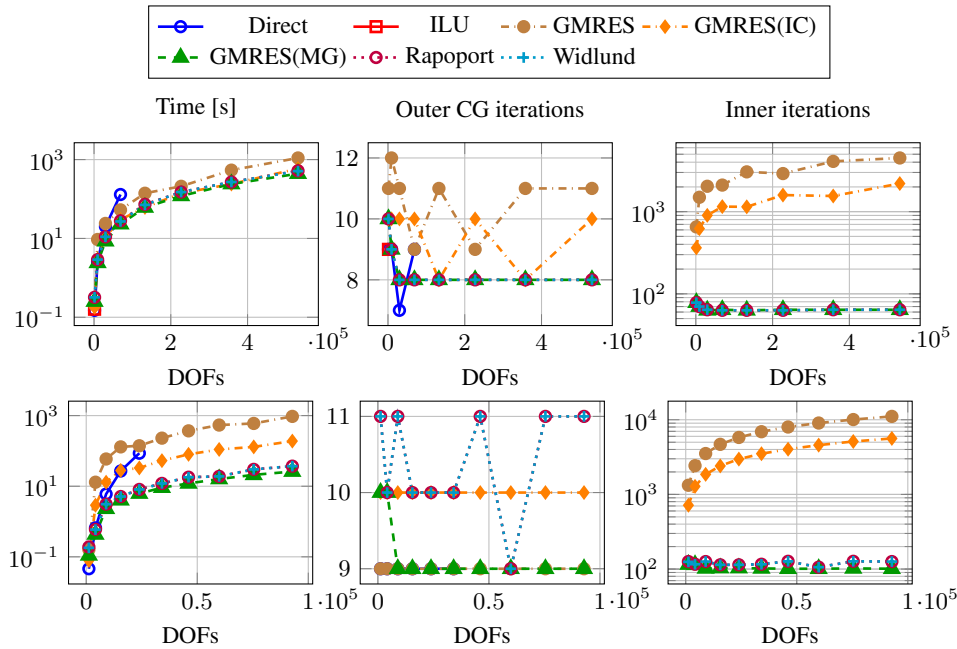 Direct ILU GMRES GMRES(IC)
GMRES(MG) Rapoport Widlund
Time [s] Outer CG iterations Inner iterations
10^3
10^1
10^−1
0 2 4 ·10^5
DOFs
12
10
8
0 2 4 ·10^5
DOFs
10^3
10^2
0 2 4 ·10^5
DOFs
10^3
10^1
10^−1
0 0.5 1 ·10^5
DOFs
11
10
9
0 0.5 1 ·10^5
DOFs
10^4
10^3
10^2
0 0.5 1 ·10^5
DOFs